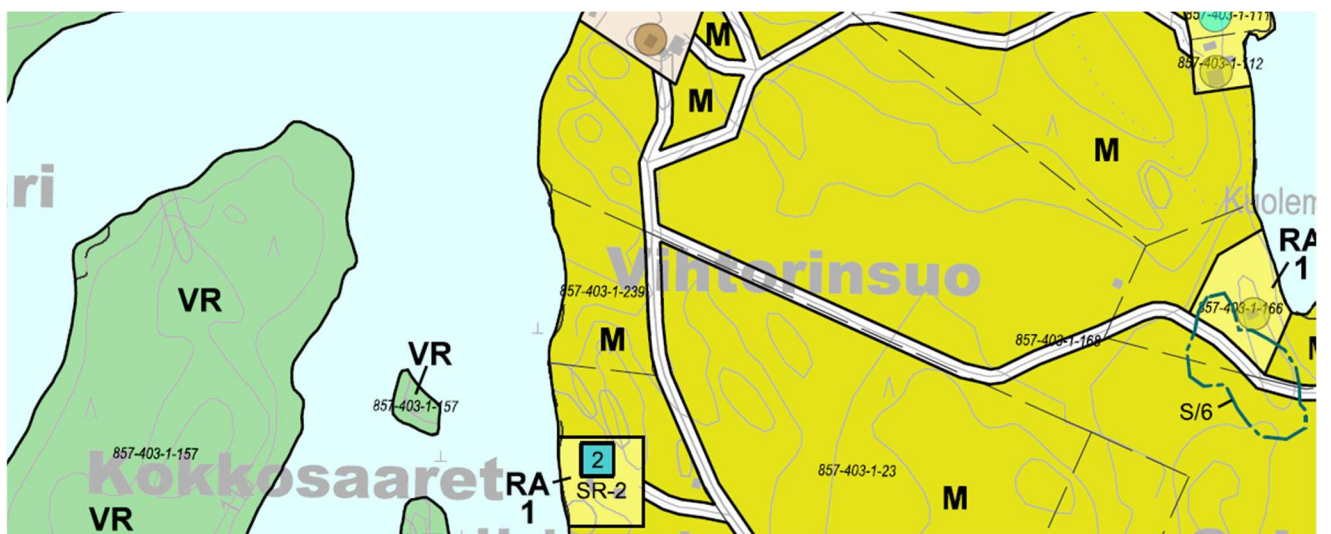 857-403-1-111
M
857-403-1-112
M
M
ri
Kuolem
RA
1
Vihtorinsuo
VR
857-403-1-239
857-403-1-166
M
857-403-1-168
VR
857-403-1-157
S/6
857-403-1-157
2
857-403-1-23
Kokkosaaret
RA
1
SR-2
M
VR